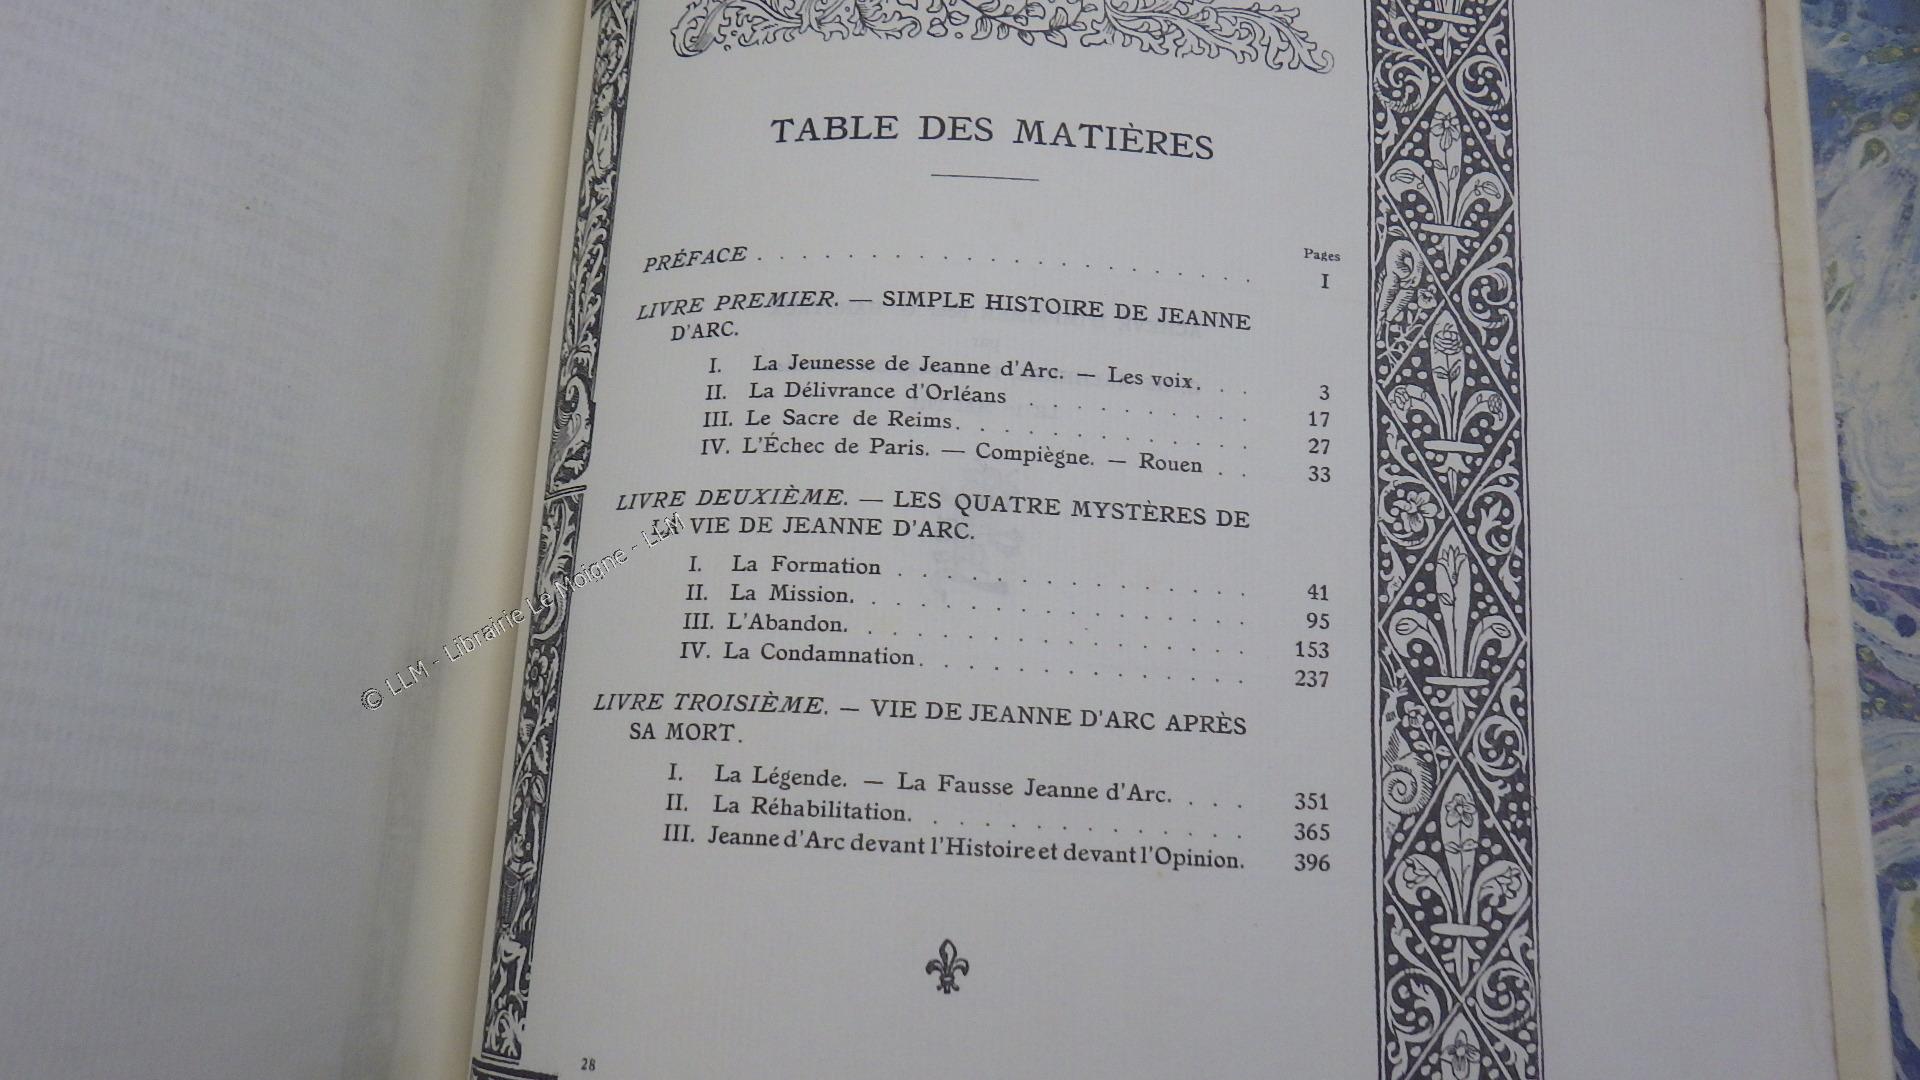 TABLE DES MATIÈRES
Pages
PRÉFACE . . . . . . . . . . . . . . . . . I
LIVRE PREMIER. — SIMPLE HISTOIRE DE JEANNE
D'ARC.
I. La Jeunesse de Jeanne d'Arc. — Les voix. . . 3
II. La Délivrance d'Orléans . . . . . . . . . 17
III. Le Sacre de Reims. . . . . . . . . . . . 27
IV. L'Échec de Paris. — Compiègne. — Rouen . . 33
LIVRE DEUXIÈME. — LES QUATRE MYSTÈRES DE
LA VIE DE JEANNE D'ARC.
I. La Formation . . . . . . . . . . . . 41
II. La Mission. . . . . . . . . . . . . . 95
III. L'Abandon. . . . . . . . . . . . . . 153
IV. La Condamnation. . . . . . . . . . . . 237
LIVRE TROISIÈME. — VIE DE JEANNE D'ARC APRÈS
SA MORT.
I. La Légende. — La Fausse Jeanne d'Arc. . . . 351
II. La Réhabilitation. . . . . . . . . . . . 365
III. Jeanne d'Arc devant l'Histoire et devant l'Opinion. 396
28
© LLM - Librairie Le Moigne - LLM